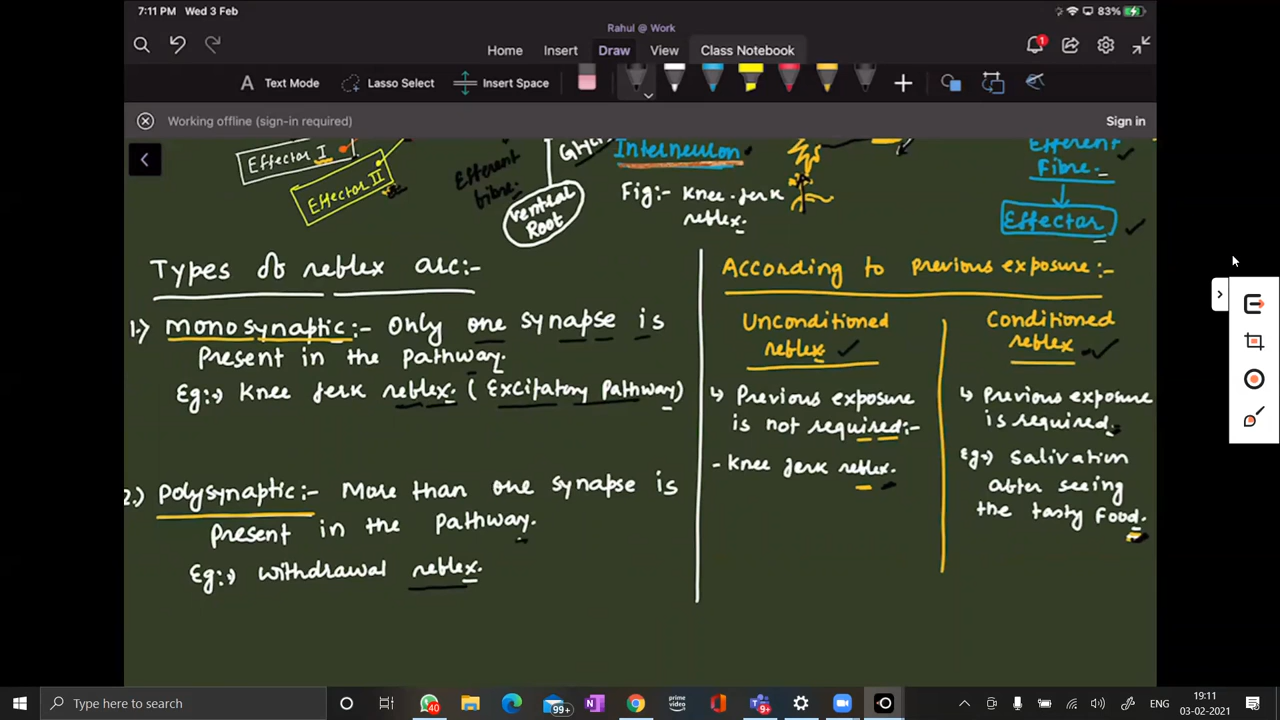 7:11 PM Wed 3 Feb
83%
Rahul @ Work
Home Insert Draw View Class Notebook
1
Text Mode Lasso Select Insert Space
Working offline (sign-in required) Sign in
Effector I
Effector II
Efferent
fibre.
Ventral
Root
Interneuron
Fig:- Knee-jerk
reflex.
Efferent
Fibre.
Effector
Types of reflex arc:-
1.) monosynaptic:- Only one synapse is
Present in the Pathway.
Eg:-> Knee Jerk reflex. (Excitatory Pathway)
2.) Polysynaptic:- More than one synapse is
Present in the Pathway.
Eg:-> withdrawal reflex.
According to Previous exposure:-
Unconditioned
reflex
↳ Previous exposure
is not required:-
- Knee Jerk reflex.
Conditioned
reflex
↳ Previous exposure
is required.
Eg-> Salivation
after seeing
the tasty Food.
Type here to search
40
99+
prime
video
9+
ENG
19:11
03-02-2021